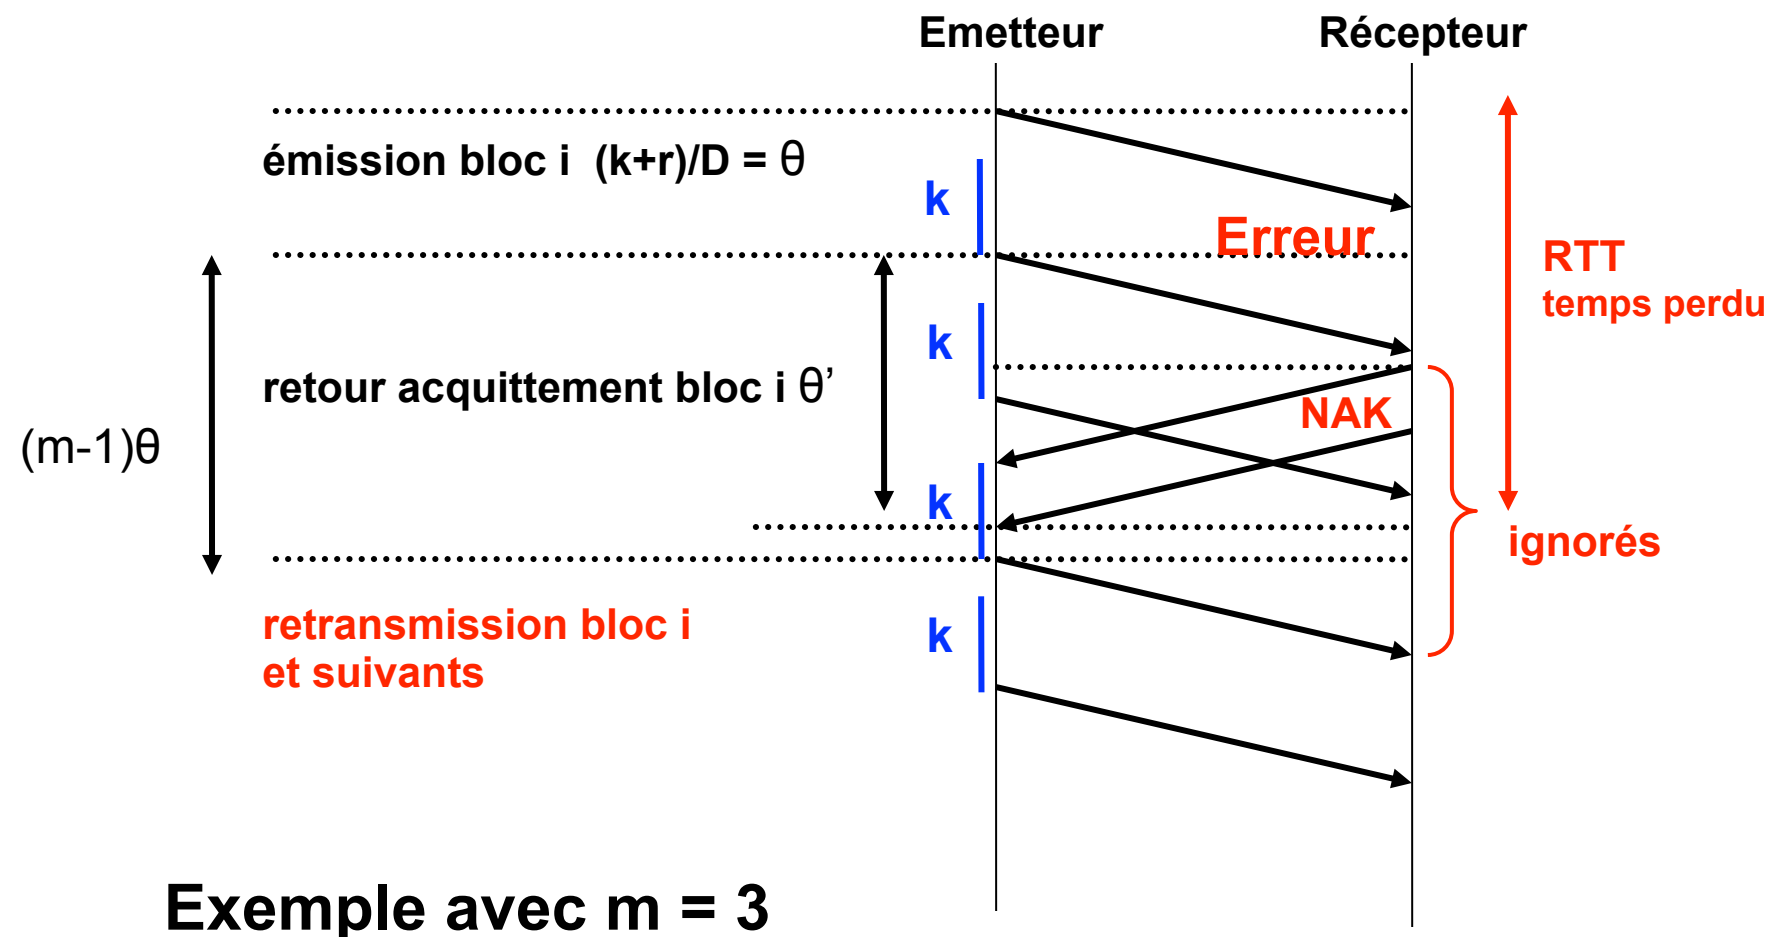 Emetteur
Récepteur
émission bloc i (k+r)/D = θ
k
Erreur
RTT
temps perdu
k
retour acquittement bloc i θ’
NAK
(m-1)θ
k
ignorés
retransmission bloc i
et suivants
k
Exemple avec m = 3